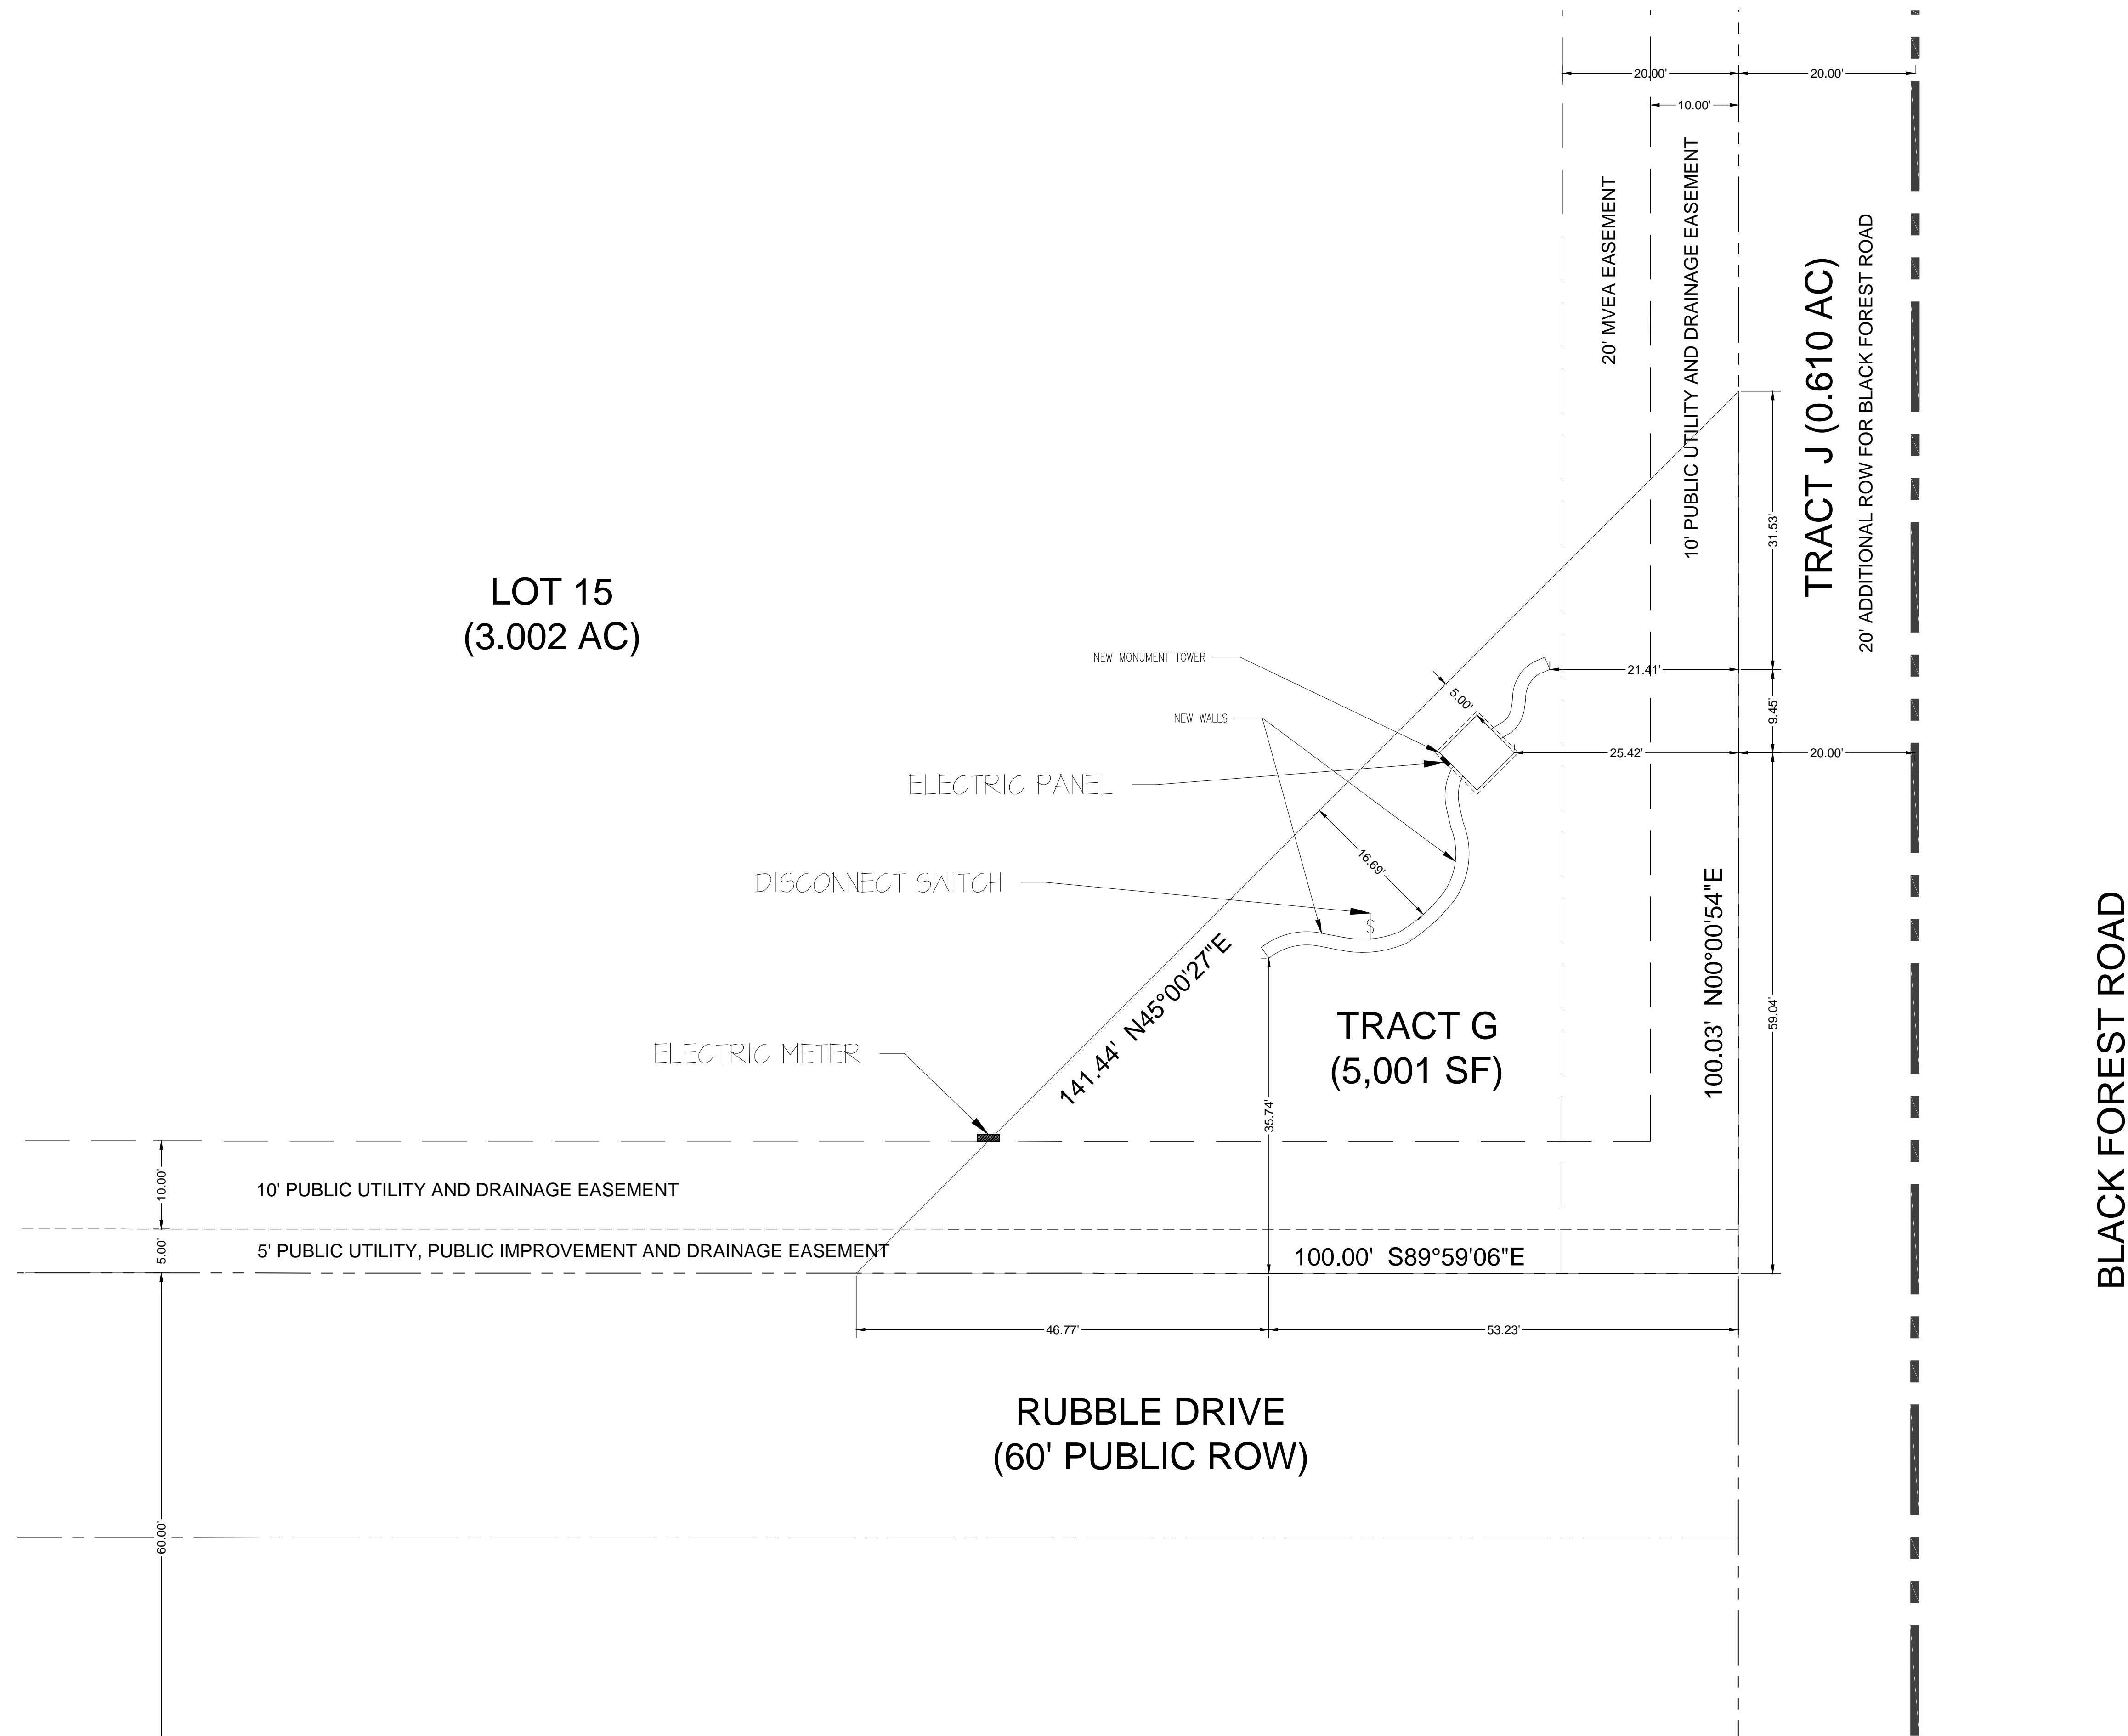 20.00'
20.00'
10.00'
20' MVEA EASEMENT
10' PUBLIC UTILITY AND DRAINAGE EASEMENT
TRACT J (0.610 AC)
20' ADDITIONAL ROW FOR BLACK FOREST ROAD
31.53'
LOT 15
(3.002 AC)
NEW MONUMENT TOWER
21.41'
5.00'
9.45'
NEW WALLS
25.42'
20.00'
ELECTRIC PANEL
16.69'
DISCONNECT SWITCH
$
141.44' N45°00'27"E
100.03' N00°00'54"E
59.04'
BLACK FOREST ROAD
TRACT G
(5,001 SF)
ELECTRIC METER
35.74'
10.00'
10' PUBLIC UTILITY AND DRAINAGE EASEMENT
5.00'
5' PUBLIC UTILITY, PUBLIC IMPROVEMENT AND DRAINAGE EASEMENT
100.00' S89°59'06"E
46.77'
53.23'
RUBBLE DRIVE
(60' PUBLIC ROW)
60.00'